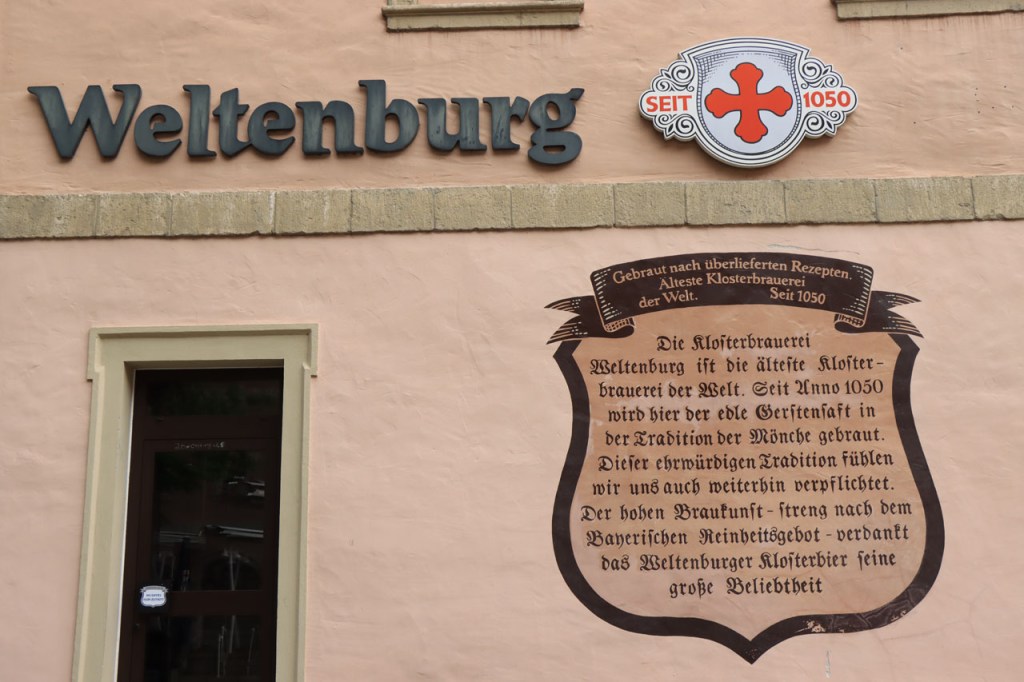 Weltenburg
SEIT 1050
Gebraut nach überlieferten Rezepten.
Älteste Klosterbrauerei
der Welt. Seit 1050
Die Klosterbrauerei
Weltenburg ist die älteste Kloster-
brauerei der Welt. Seit Anno 1050
wird hier der edle Gerstensaft in
der Tradition der Mönche gebraut.
Dieser ehrwürdigen Tradition fühlen
wir uns auch weiterhin verpflichtet.
Der hohen Braukunst - streng nach dem
Bayerischen Reinheitsgebot - verdankt
das Weltenburger Klosterbier seine
große Beliebtheit